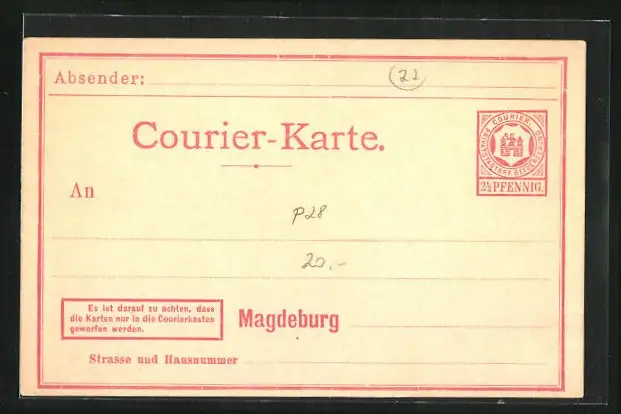 Absender:
22
Courier-Karte.
COURIER
2½ PFENNIG.
An
P28
20,-
Es ist darauf zu achten, dass
die Karten nur in die Courierkasten
geworfen werden.
Magdeburg
Strasse und Hausnummer